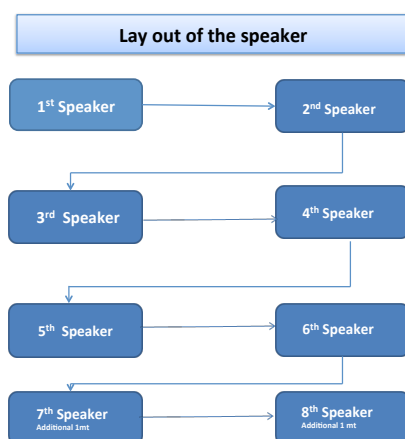 Lay out of the speaker
1st Speaker
2nd Speaker
3rd Speaker
4th Speaker
5th Speaker
6th Speaker
7th Speaker
Additional 1mt
8th Speaker
Additional 1 mt